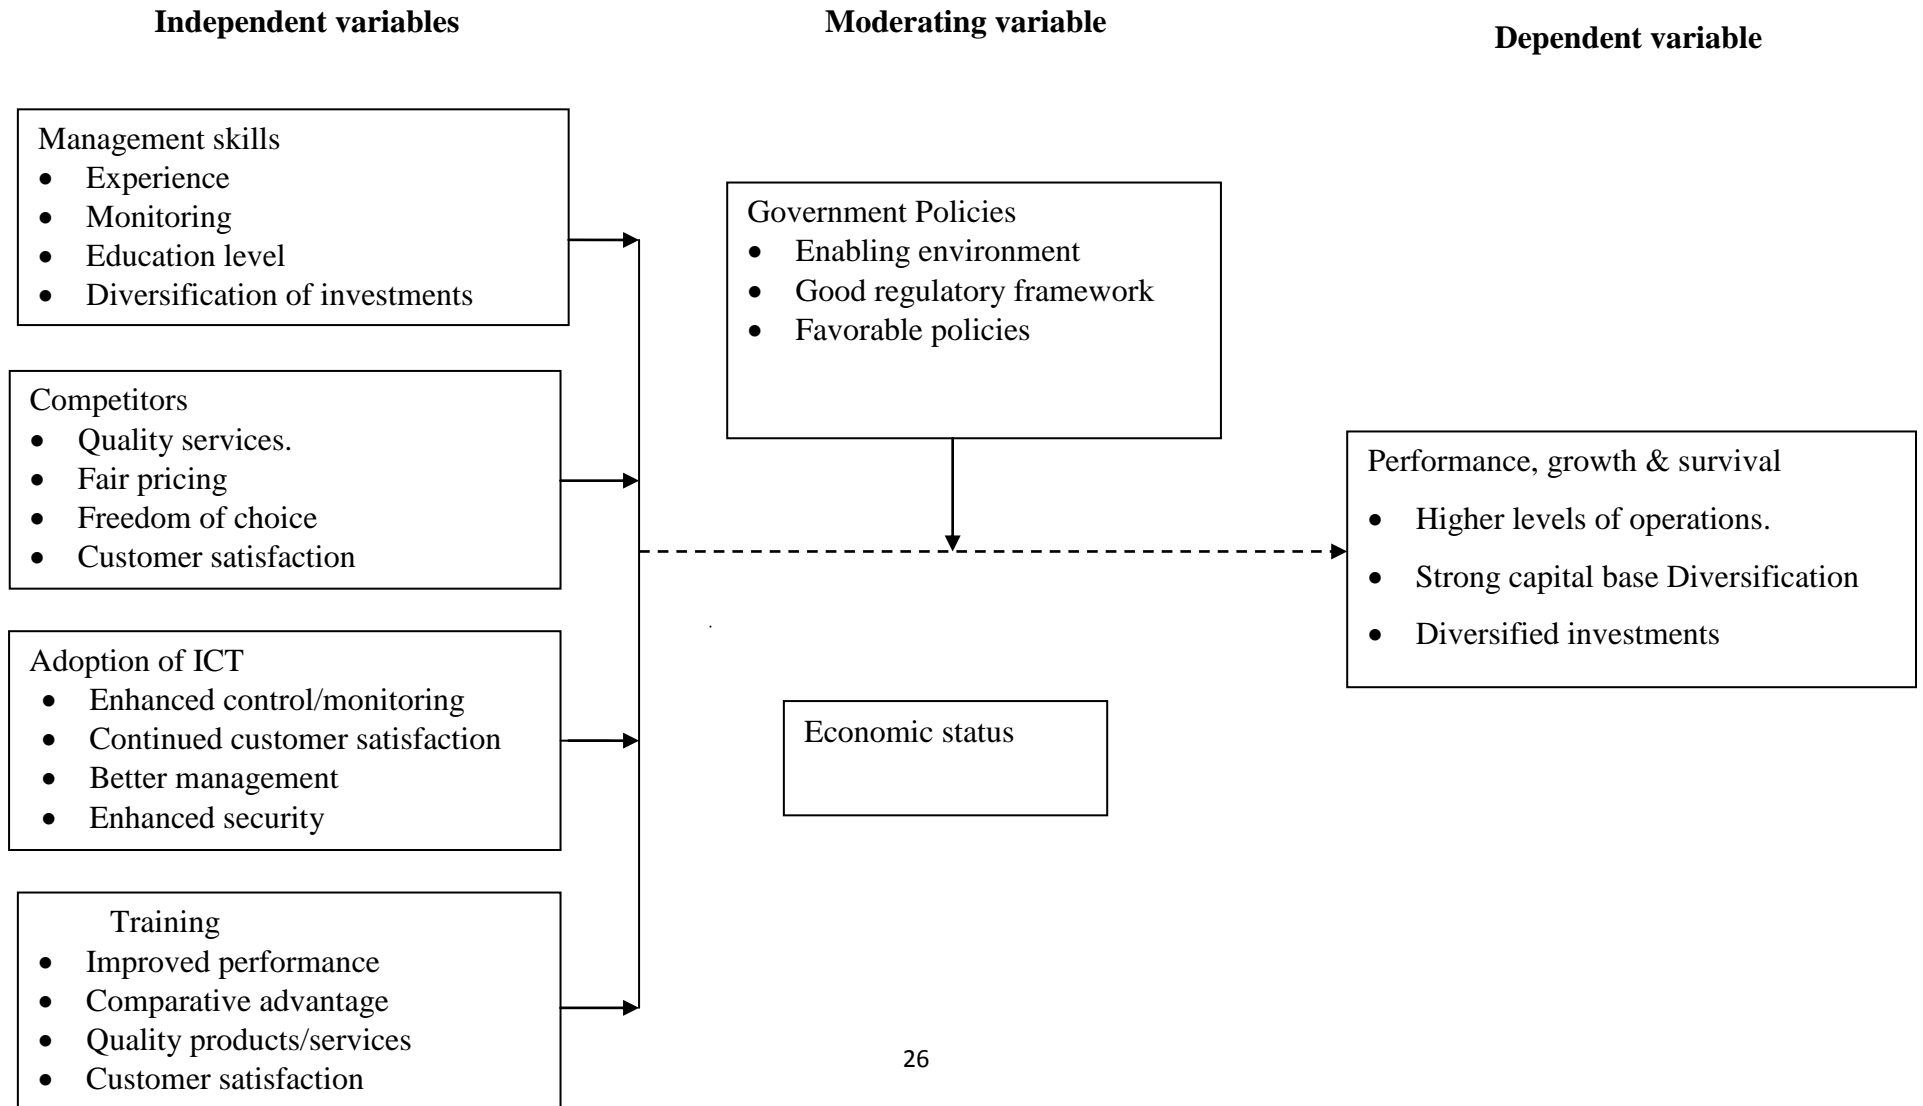 Independent variables
Moderating variable
Dependent variable
Management skills
• Experience
• Monitoring
• Education level
• Diversification of investments
Competitors
• Quality services.
• Fair pricing
• Freedom of choice
• Customer satisfaction
Adoption of ICT
• Enhanced control/monitoring
• Continued customer satisfaction
• Better management
• Enhanced security
Training
• Improved performance
• Comparative advantage
• Quality products/services
• Customer satisfaction
Government Policies
• Enabling environment
• Good regulatory framework
• Favorable policies
Economic status
Performance, growth & survival
• Higher levels of operations.
• Strong capital base Diversification
• Diversified investments
26